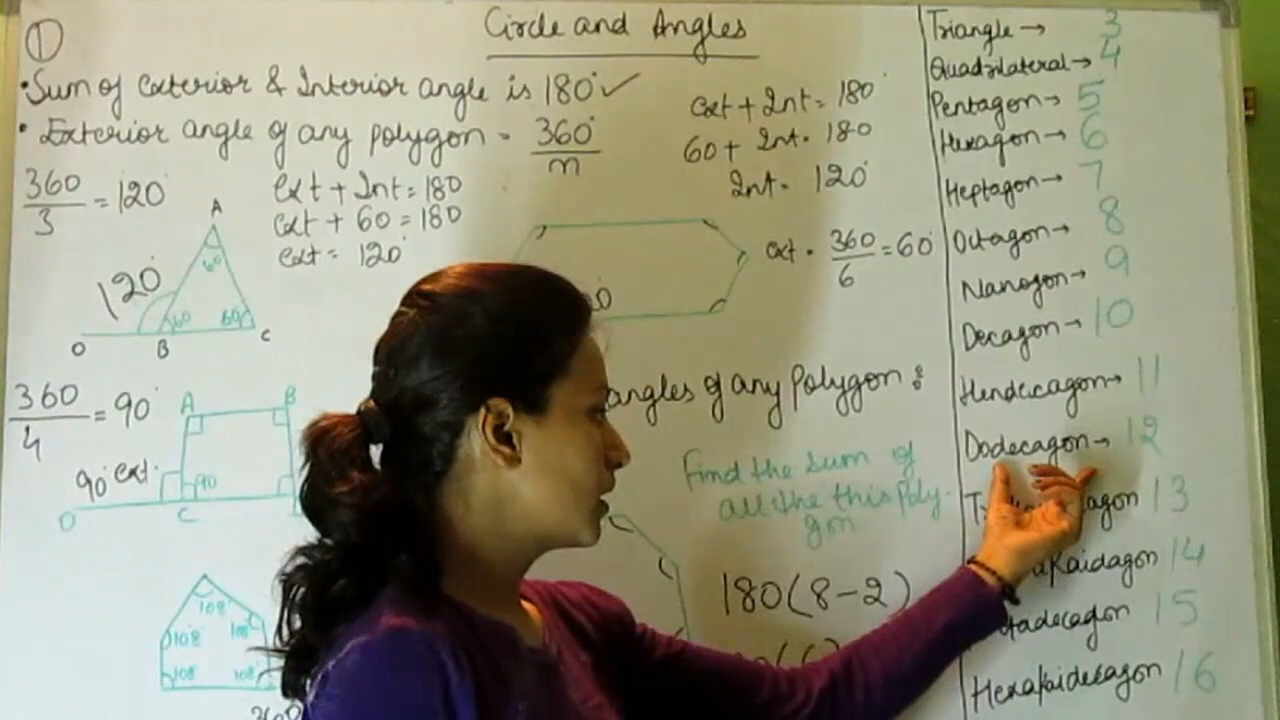 ①
Circle and Angles
• Sum of exterior & Interior angle is 180° ✓
• Exterior angle of any polygon = 360° / n
360 / 3 = 120°
Ext + Int = 180
ext + 60 = 180
ext = 120°
ext + Int = 180°
60 + Int = 180°
Int = 120°
ext = 360 / 6 = 60°
A
60°
120°
60
60°
O
B
C
360 / 4 = 90°
A
B
90° ext
90
O
C
angles of any Polygon :
Find the Sum of
all the this Poly
gon
180(8-2)
108°
108
108
108
108°
360
Triangle → 3
Quadrilateral → 4
Pentagon → 5
Hexagon → 6
Heptagon → 7
Octagon → 8
Nanogon → 9
Decagon → 10
Hendecagon → 11
Dodecagon → 12
agon 13
Kaidagon 14
adecagon 15
Hexakaidecagon 16